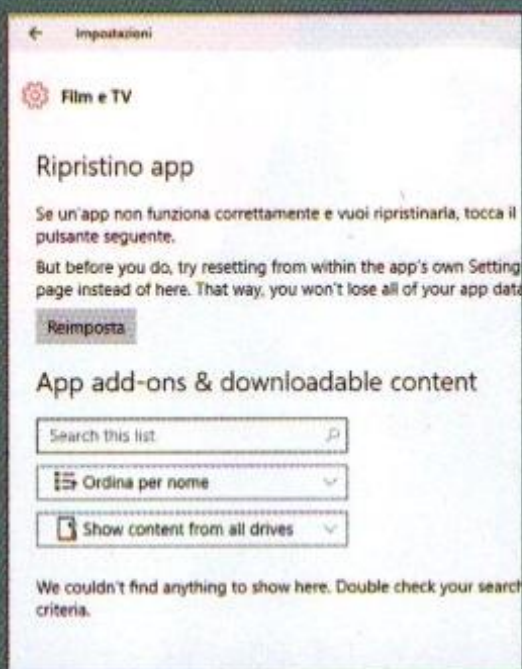 Impostazioni
Film e TV
Ripristino app
Se un'app non funziona correttamente e vuoi ripristinarla, tocca il
pulsante seguente.
But before you do, try resetting from within the app's own Setting
page instead of here. That way, you won't lose all of your app data
Reimposta
App add-ons & downloadable content
Search this list
Ordina per nome
Show content from all drives
We couldn't find anything to show here. Double check your search
criteria.